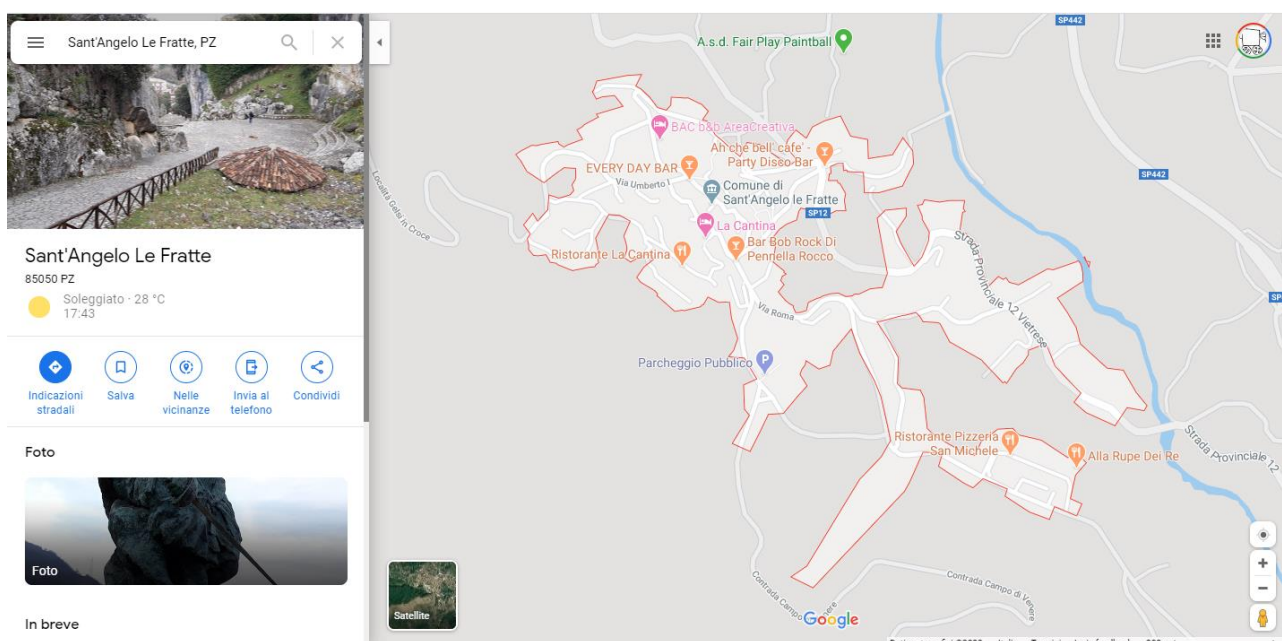 Sant'Angelo Le Fratte, PZ
Sant'Angelo Le Fratte
85050 PZ
Soleggiato · 28 °C
17:43
Indicazioni
stradali
Salva
Nelle
vicinanze
Invia al
telefono
Condividi
Foto
Foto
In breve
SP442
A.s.d. Fair Play Paintball
BAC b&b AreaCreativa
Ah che bell' cafe' -
Party Disco Bar
EVERY DAY BAR
Via Umberto I
Comune di
Sant'Angelo le Fratte
SP442
Località Gelsi in Croce
SP12
La Cantina
Ristorante La Cantina
Bar Bob Rock Di
Pennella Rocco
Strada Provinciale 12 Vietrese
SP
Via Roma
Parcheggio Pubblico
P
Ristorante Pizzeria
San Michele
Alla Rupe Dei Re
Strada Provinciale 12
Satellite
Contrada Campo di Venere
Google